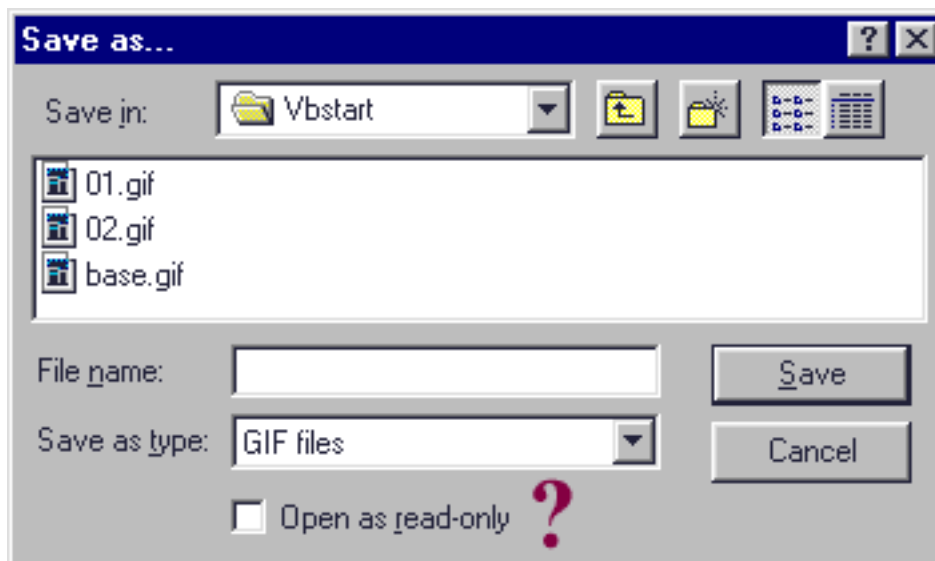 Save as...
Save in: Vbstart
01.gif
02.gif
base.gif
File name: Save
Save as type: GIF files Cancel
Open as read-only ?